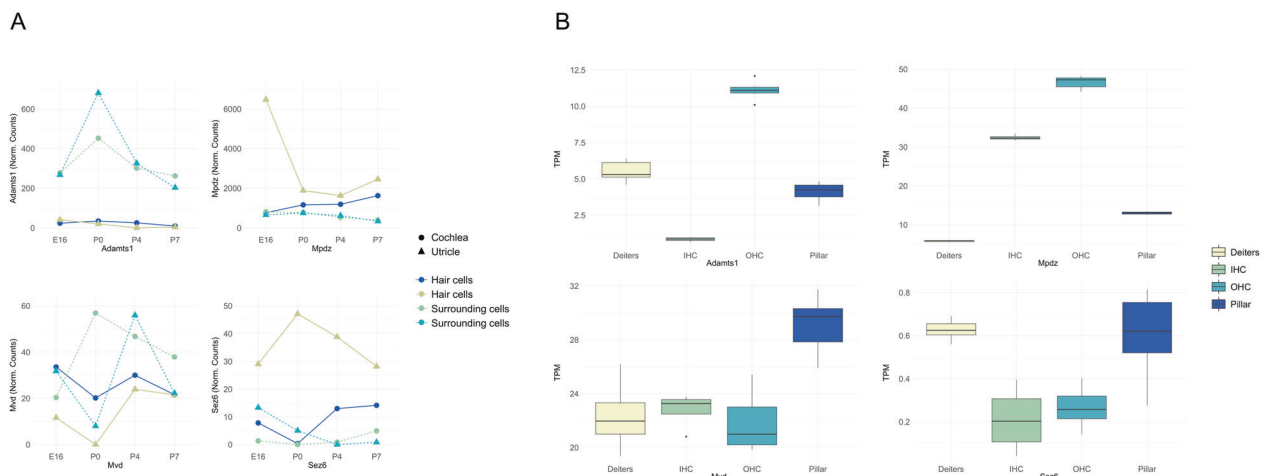 A
B
Adamts1 (Norm. Counts)
600
400
200
0
E16 P0 P4 P7
Adamts1
Mpdz (Norm. Counts)
6000
4000
2000
0
E16 P0 P4 P7
Mpdz
Mvd (Norm. Counts)
60
40
20
0
E16 P0 P4 P7
Mvd
Sez6 (Norm. Counts)
50
40
30
20
10
0
E16 P0 P4 P7
Sez6
Cochlea
Utricle
Hair cells
Hair cells
Surrounding cells
Surrounding cells
TPM
12.5
10.0
7.5
5.0
2.5
Deiters IHC OHC Pillar
Adamts1
TPM
50
40
30
20
10
Deiters IHC OHC Pillar
Mpdz
TPM
32
28
24
20
Deiters IHC OHC Pillar
Mvd
TPM
0.8
0.6
0.4
0.2
Deiters IHC OHC Pillar
Sez6
Deiters
IHC
OHC
Pillar